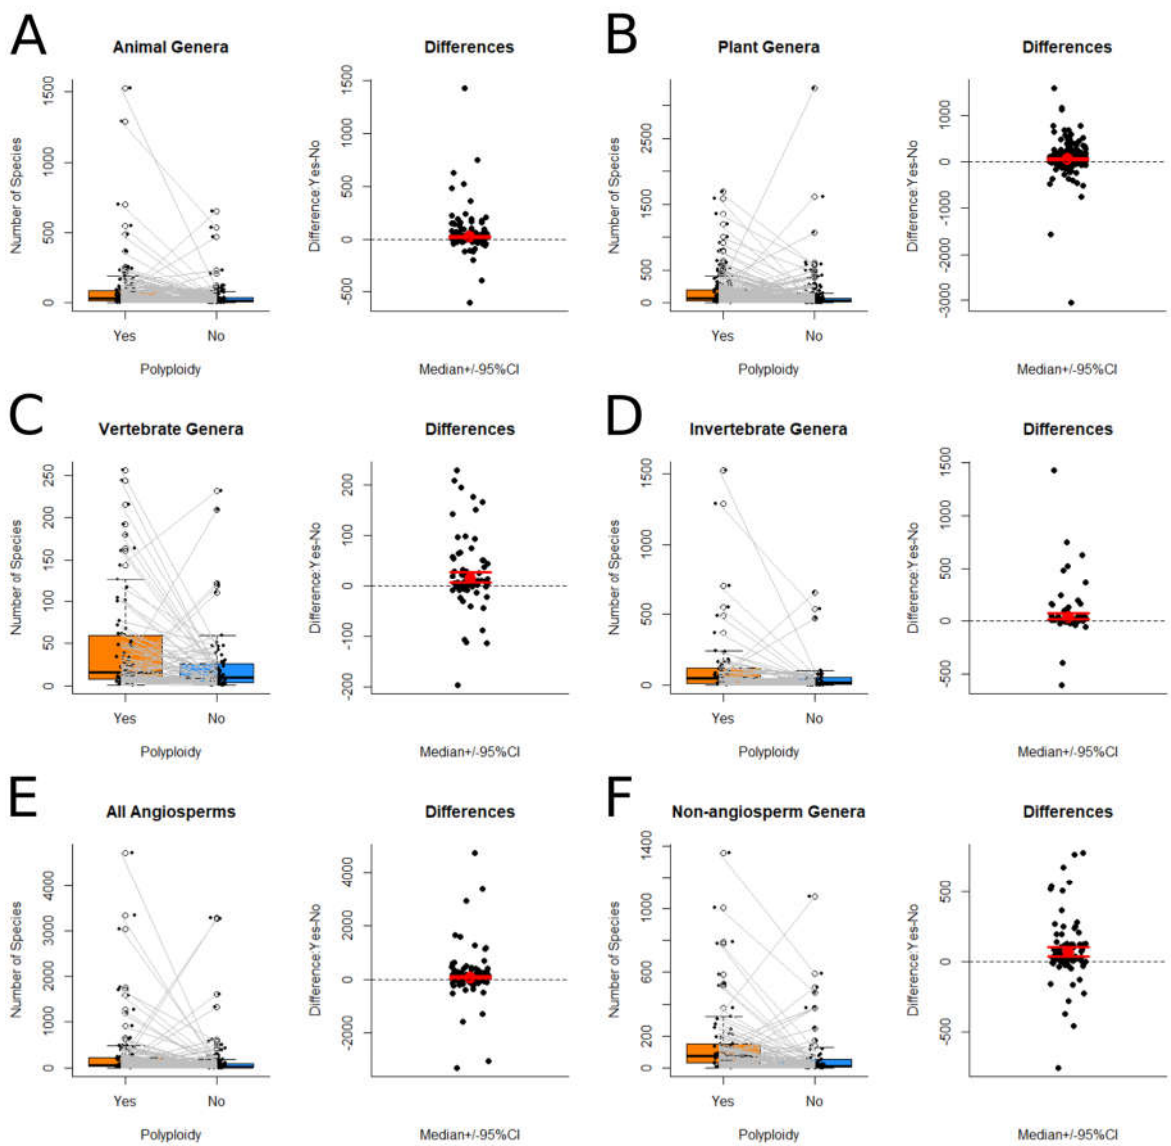 A
Animal Genera
Number of Species
0
500
1000
1500
Yes
No
Polyploidy
Differences
Difference:Yes-No
-500
0
500
1000
1500
Median+/-95%CI
B
Plant Genera
Number of Species
0
500
1500
2500
Yes
No
Polyploidy
Differences
Difference:Yes-No
-3000
-2000
-1000
0
1000
Median+/-95%CI
C
Vertebrate Genera
Number of Species
0
50
100
150
200
250
Yes
No
Polyploidy
Differences
Difference:Yes-No
-200
-100
0
100
200
Median+/-95%CI
D
Invertebrate Genera
Number of Species
0
500
1000
1500
Yes
No
Polyploidy
Differences
Difference:Yes-No
-500
0
500
1000
1500
Median+/-95%CI
E
All Angiosperms
Number of Species
0
1000
2000
3000
4000
Yes
No
Polyploidy
Differences
Difference:Yes-No
-2000
0
2000
4000
Median+/-95%CI
F
Non-angiosperm Genera
Number of Species
0
200
400
600
800
1000
1400
Yes
No
Polyploidy
Differences
Difference:Yes-No
-500
0
500
Median+/-95%CI